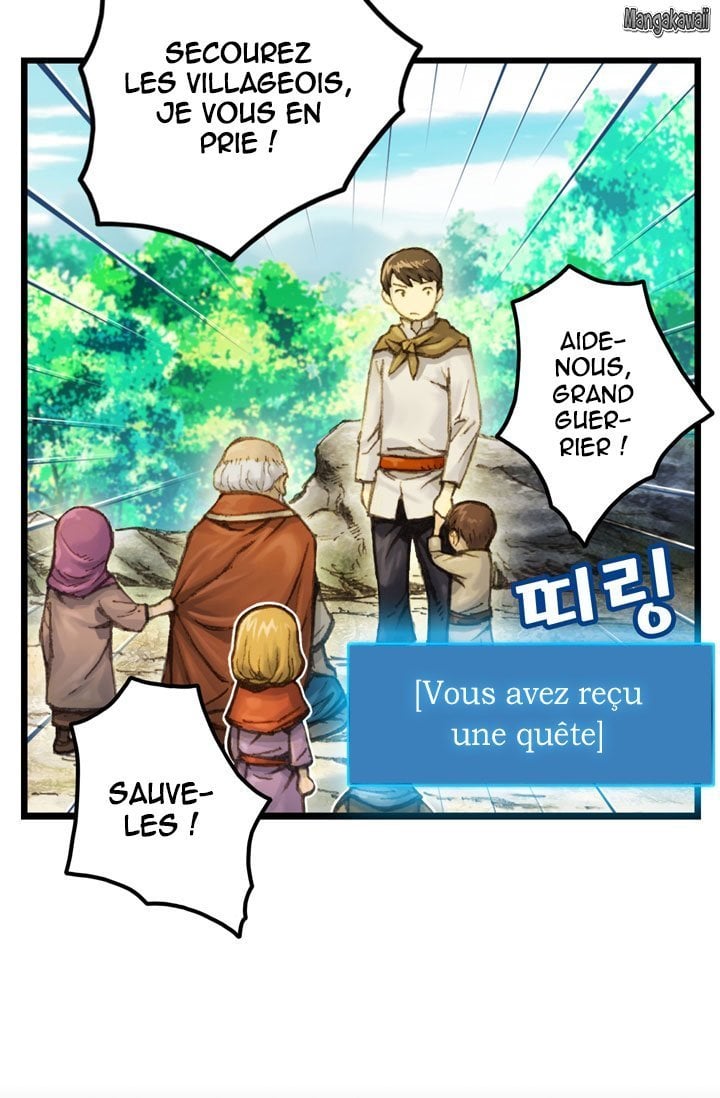 Mangakawaii
SECOUREZ
LES VILLAGEOIS,
JE VOUS EN
PRIE !
AIDE-
NOUS,
GRAND
GUER-
RIER !
띠링
[Vous avez reçu
une quête]
SAUVE-
LES !